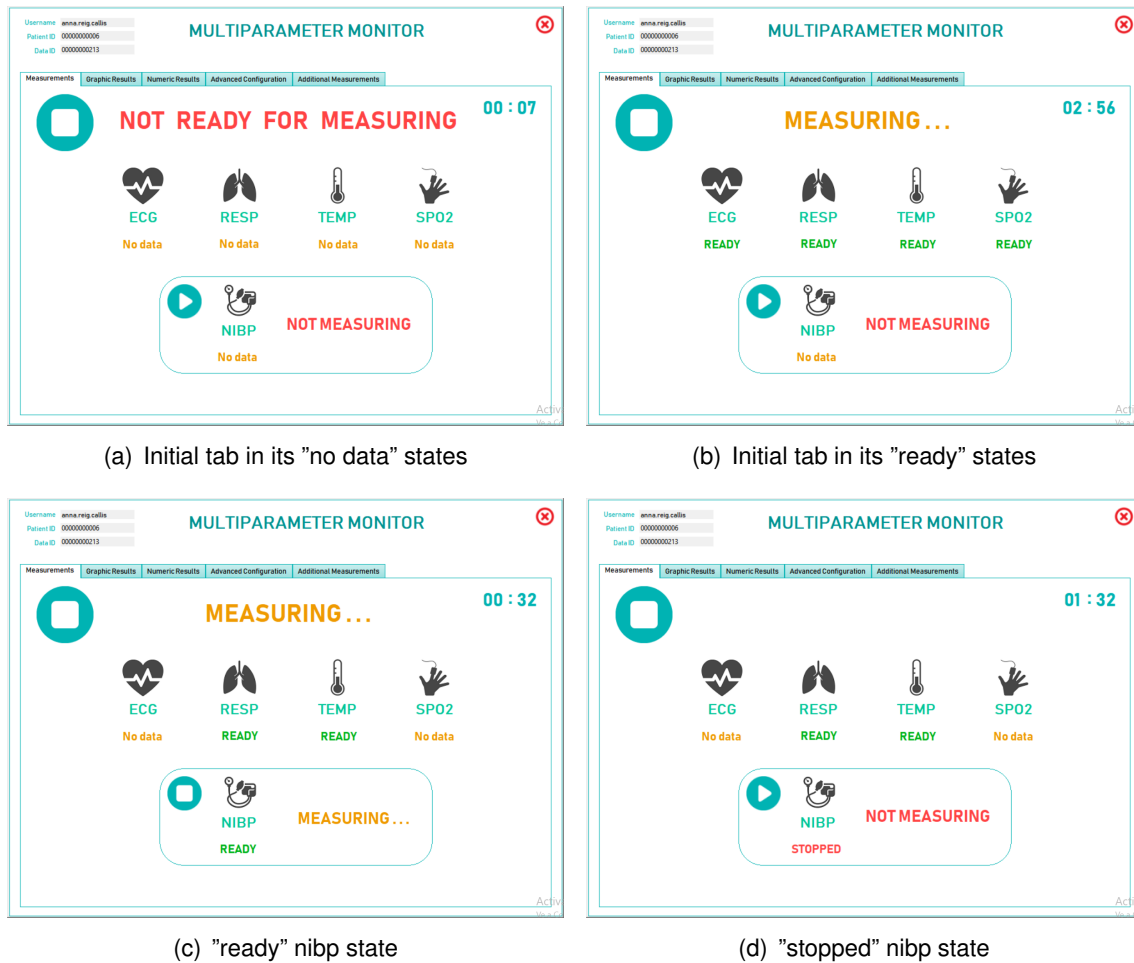 Username anna.reig.callis
Patient ID 00000000006
Data ID 00000000213
MULTIPARAMETER MONITOR
Measurements Graphic Results Numeric Results Advanced Configuration Additional Measurements
NOT READY FOR MEASURING 00 : 07
ECG RESP TEMP SPO2
No data No data No data No data
NIBP NOT MEASURING
No data
Activ
(a) Initial tab in its ”no data” states
Username anna.reig.callis
Patient ID 00000000006
Data ID 00000000213
MULTIPARAMETER MONITOR
Measurements Graphic Results Numeric Results Advanced Configuration Additional Measurements
MEASURING... 02 : 56
ECG RESP TEMP SPO2
READY READY READY READY
NIBP NOT MEASURING
No data
Acti
(b) Initial tab in its ”ready” states
Username anna.reig.callis
Patient ID 00000000006
Data ID 00000000213
MULTIPARAMETER MONITOR
Measurements Graphic Results Numeric Results Advanced Configuration Additional Measurements
MEASURING... 00 : 32
ECG RESP TEMP SPO2
No data READY READY No data
NIBP MEASURING...
READY
Activ
(c) ”ready” nibp state
Username anna.reig.callis
Patient ID 00000000006
Data ID 00000000213
MULTIPARAMETER MONITOR
Measurements Graphic Results Numeric Results Advanced Configuration Additional Measurements
01 : 32
ECG RESP TEMP SPO2
No data READY READY No data
NIBP NOT MEASURING
STOPPED
Acti
(d) ”stopped” nibp state